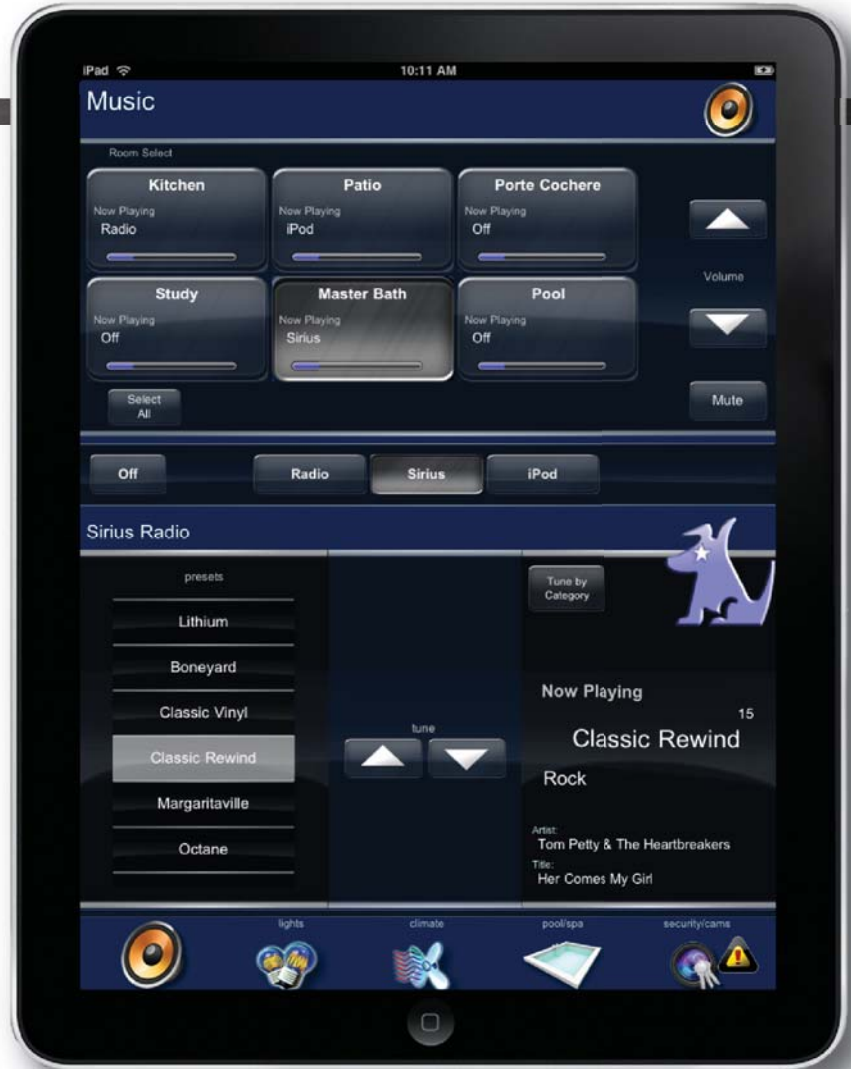 iPad 10:11 AM
Music
Room Select
Kitchen
Now Playing
Radio
Patio
Now Playing
iPod
Porte Cochere
Now Playing
Off
Volume
Study
Now Playing
Off
Master Bath
Now Playing
Sirius
Pool
Now Playing
Off
Select
All
Mute
Off
Radio
Sirius
iPod
Sirius Radio
presets
Lithium
Boneyard
Classic Vinyl
Classic Rewind
Margaritaville
Octane
tune
Tune by
Category
Now Playing
15
Classic Rewind
Rock
Artist:
Tom Petty & The Heartbreakers
Title:
Her Comes My Girl
lights
climate
pool/spa
security/cams